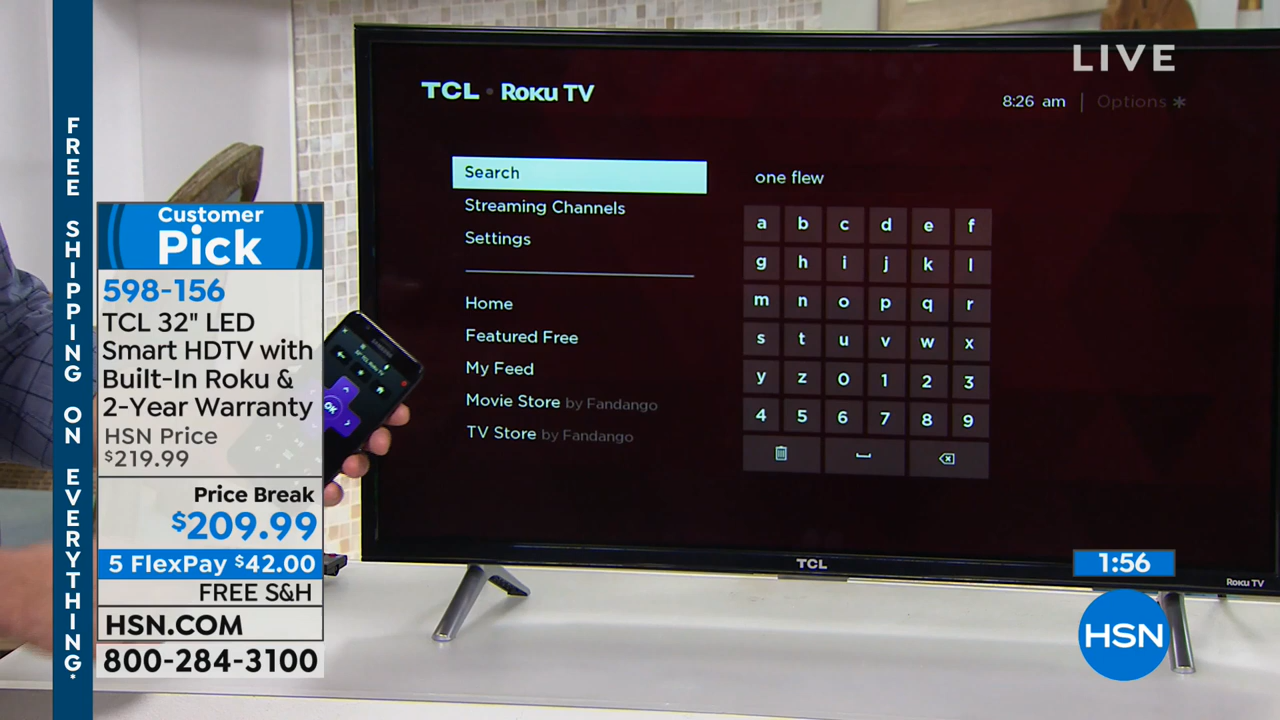 FREE SHIPPING ON EVERYTHING.*
Customer
Pick
598-156
TCL 32" LED
Smart HDTV with
Built-In Roku &
2-Year Warranty
HSN Price
$219.99
Price Break
$209.99
5 FlexPay $42.00
FREE S&H
HSN.COM
800-284-3100
LIVE
TCL • Roku TV
8:26 am | Options *
Search
Streaming Channels
Settings
Home
Featured Free
My Feed
Movie Store by Fandango
TV Store by Fandango
one flew
a b c d e f
g h i j k l
m n o p q r
s t u v w x
y z 0 1 2 3
4 5 6 7 8 9
OK
TCL
Roku TV
1:56
HSN